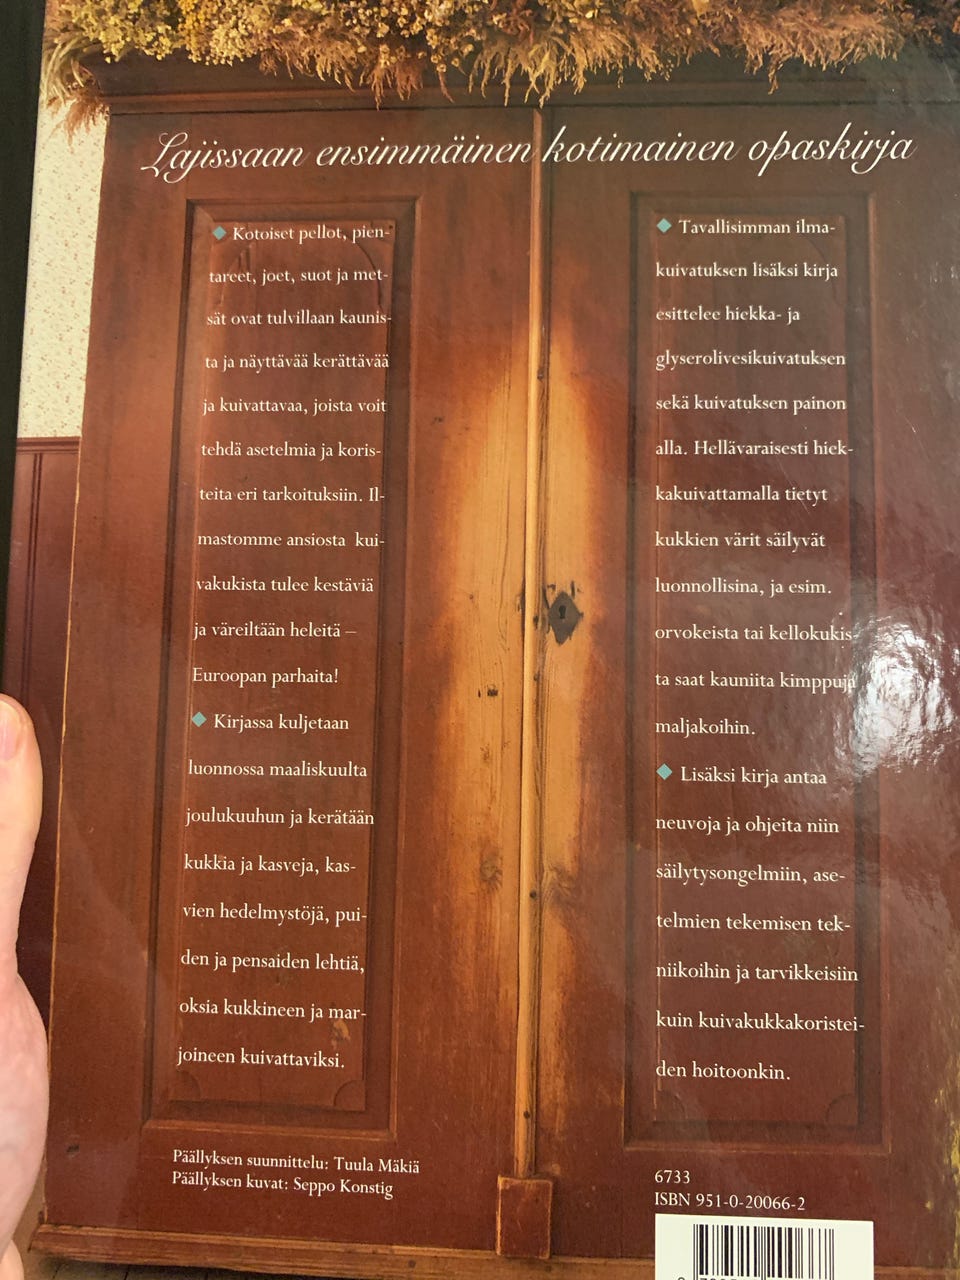 Lajissaan ensimmäinen kotimainen opaskirja
◆ Kotoiset pellot, pien-
tareet, joet, suot ja met-
sät ovat tulvillaan kaunis-
ta ja näyttävää kerättävää
ja kuivattavaa, joista voit
tehdä asetelmia ja koris-
teita eri tarkoituksiin. Il-
mastomme ansiosta kui-
vakukista tulee kestäviä
ja väreiltään heleitä –
Euroopan parhaita!
◆ Kirjassa kuljetaan
luonnossa maaliskuulta
joulukuuhun ja kerätään
kukkia ja kasveja, kas-
vien hedelmystöjä, pui-
den ja pensaiden lehtiä,
oksia kukkineen ja mar-
joineen kuivattaviksi.
◆ Tavallisimman ilma-
kuivatuksen lisäksi kirja
esittelee hiekka- ja
glyserolivesikuivatuksen
sekä kuivatuksen painon
alla. Hellävaraisesti hiek-
kakuivattamalla tietyt
kukkien värit säilyvät
luonnollisina, ja esim.
orvokeista tai kellokukis-
ta saat kauniita kimppuja
maljakoihin.
◆ Lisäksi kirja antaa
neuvoja ja ohjeita niin
säilytysongelmiin, ase-
telmien tekemisen tek-
niikoihin ja tarvikkeisiin
kuin kuivakukkakoristei-
den hoitoonkin.
Päällyksen suunnittelu: Tuula Mäkiä
Päällyksen kuvat: Seppo Konstig
6733
ISBN 951-0-20066-2